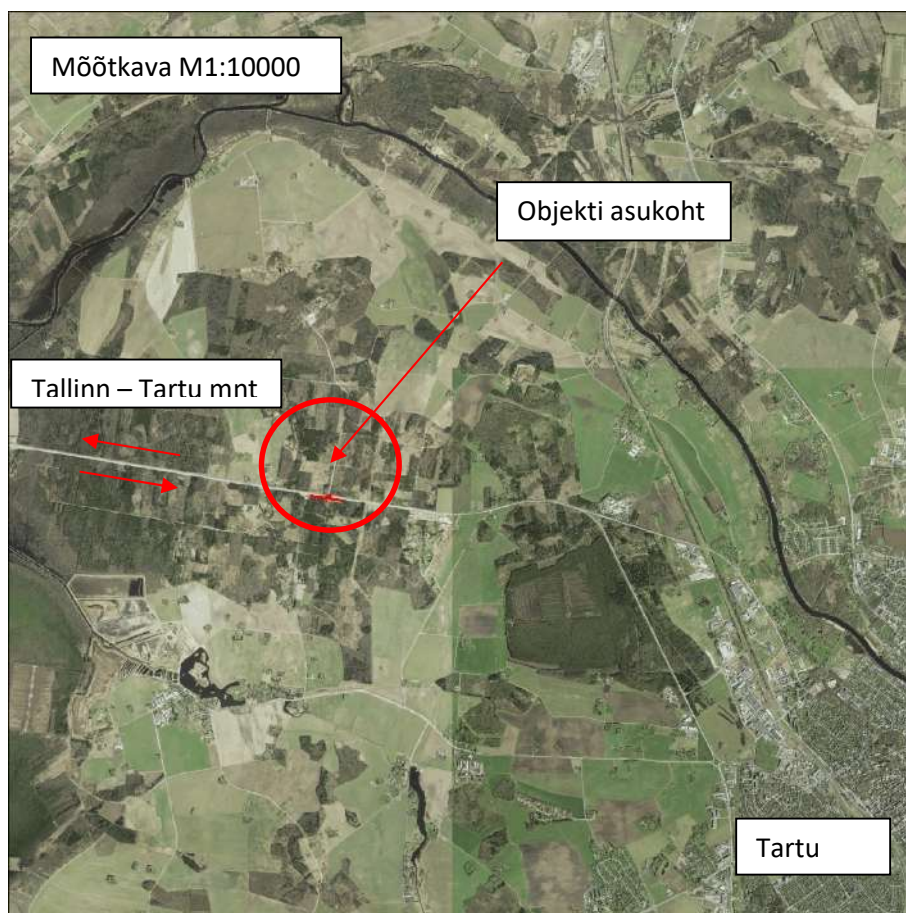 Mõõtkava M1:10000
Objekti asukoht
Tallinn – Tartu mnt
Tartu